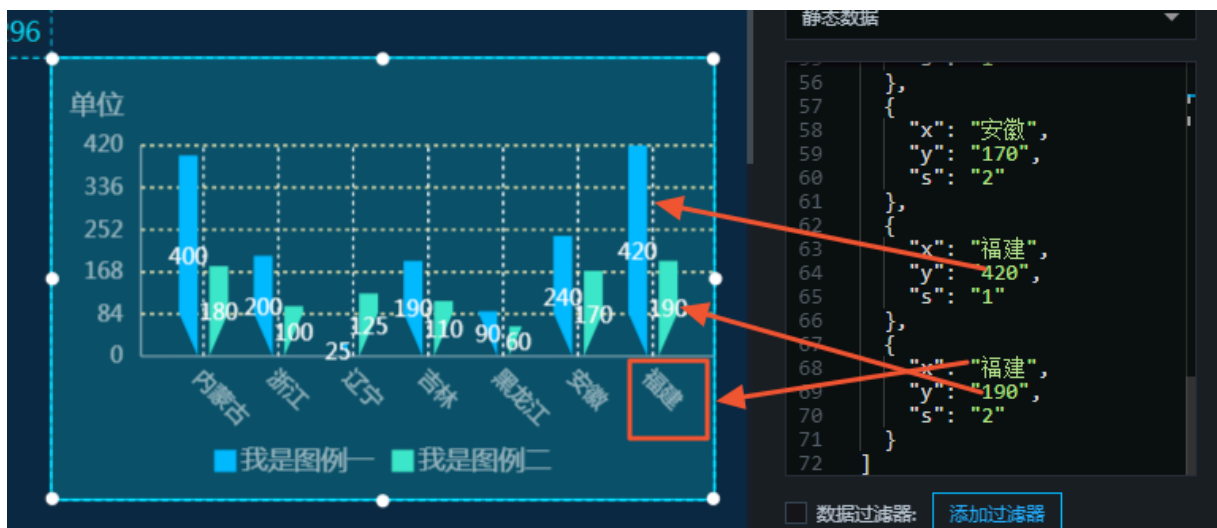 296
静态数据
单位
420
336
252
168
84
0
400
180
200
100
25
125
190
110
90
60
240
170
420
190
内蒙古
浙江
辽宁
吉林
黑龙江
安徽
福建
我是图例一
我是图例二
56 },
57 {
58 "x": "安徽",
59 "y": "170",
60 "s": "2"
61 },
62 {
63 "x": "福建",
64 "y": "420",
65 "s": "1"
66 },
67 {
68 "x": "福建",
69 "y": "190",
70 "s": "2"
71 }
72 ]
数据过滤器:
添加过滤器